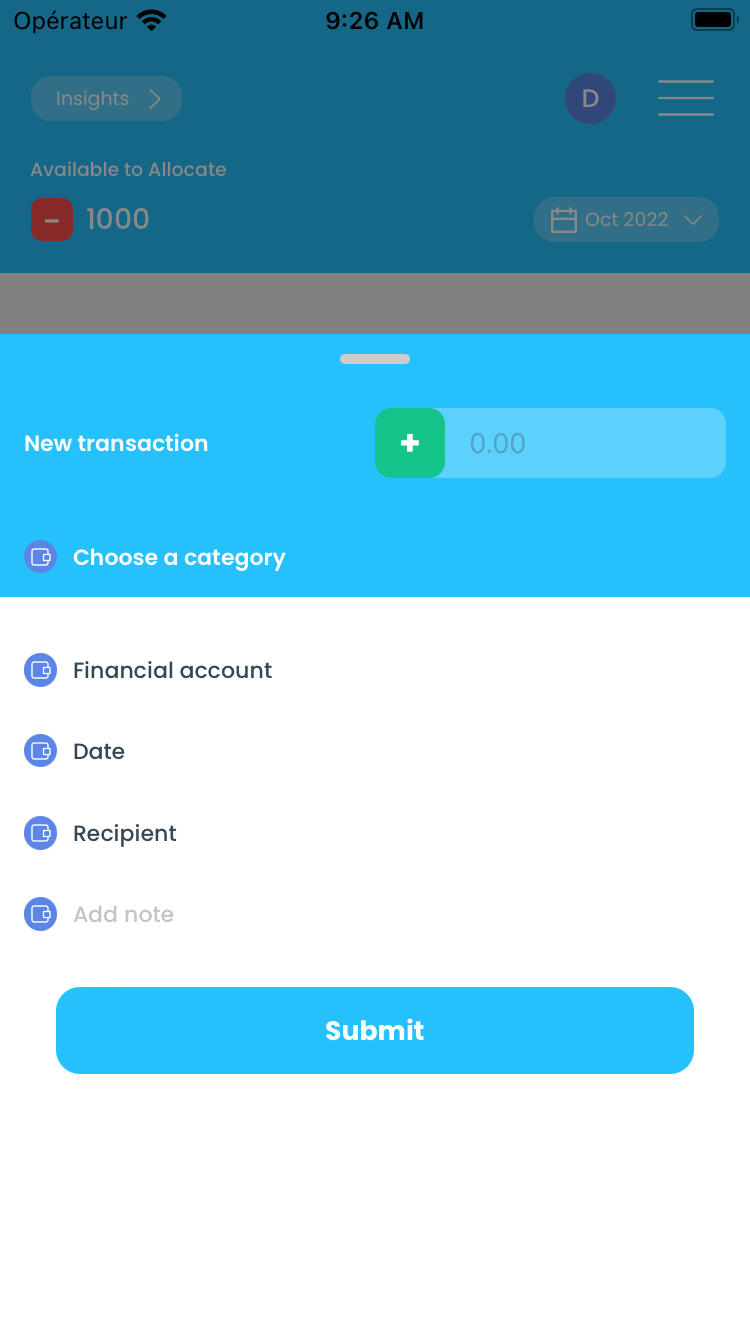 Opérateur 9:26 AM
Insights
D
Available to Allocate
- 1000
Oct 2022
New transaction
+ 0.00
Choose a category
Financial account
Date
Recipient
Add note
Submit